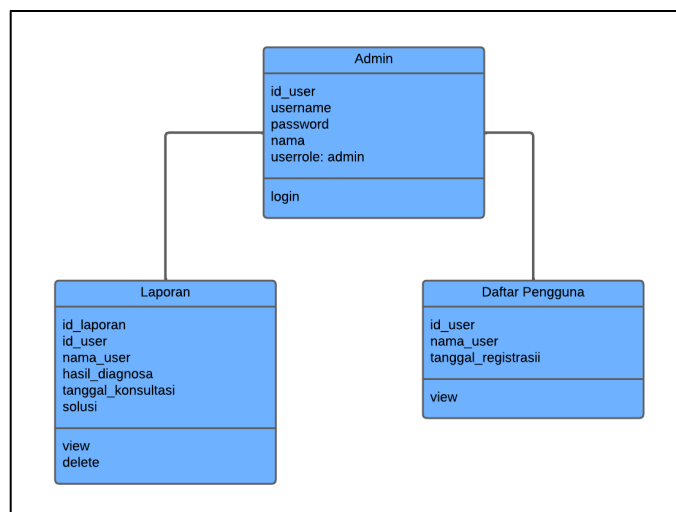 Admin
id_user
username
password
nama
userrole: admin
login
Laporan
id_laporan
id_user
nama_user
hasil_diagnosa
tanggal_konsultasi
solusi
view
delete
Daftar Pengguna
id_user
nama_user
tanggal_registrasii
view